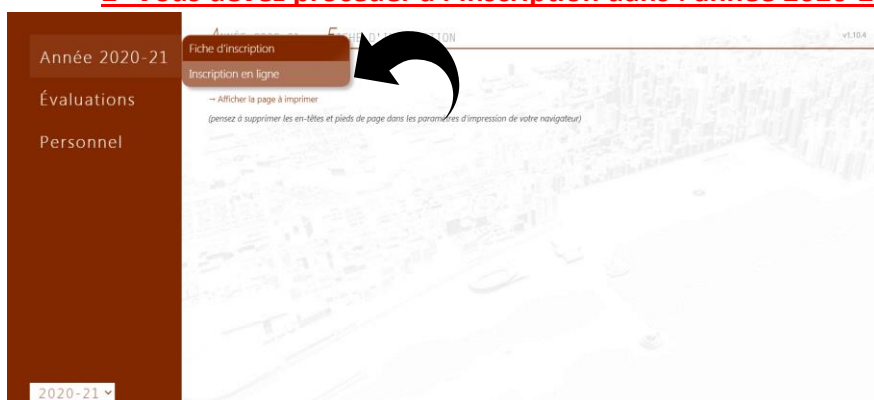 Vous devez procéder à l'inscription dans l'année 2020-2
v1.10.4
Année 2020-21
Évaluations
Personnel
Fiche d'inscription
Inscription en ligne
→ Afficher la page à imprimer
(pensez à supprimer les en-têtes et pieds de page dans les paramètres d'impression de votre navigateur)
2020-21